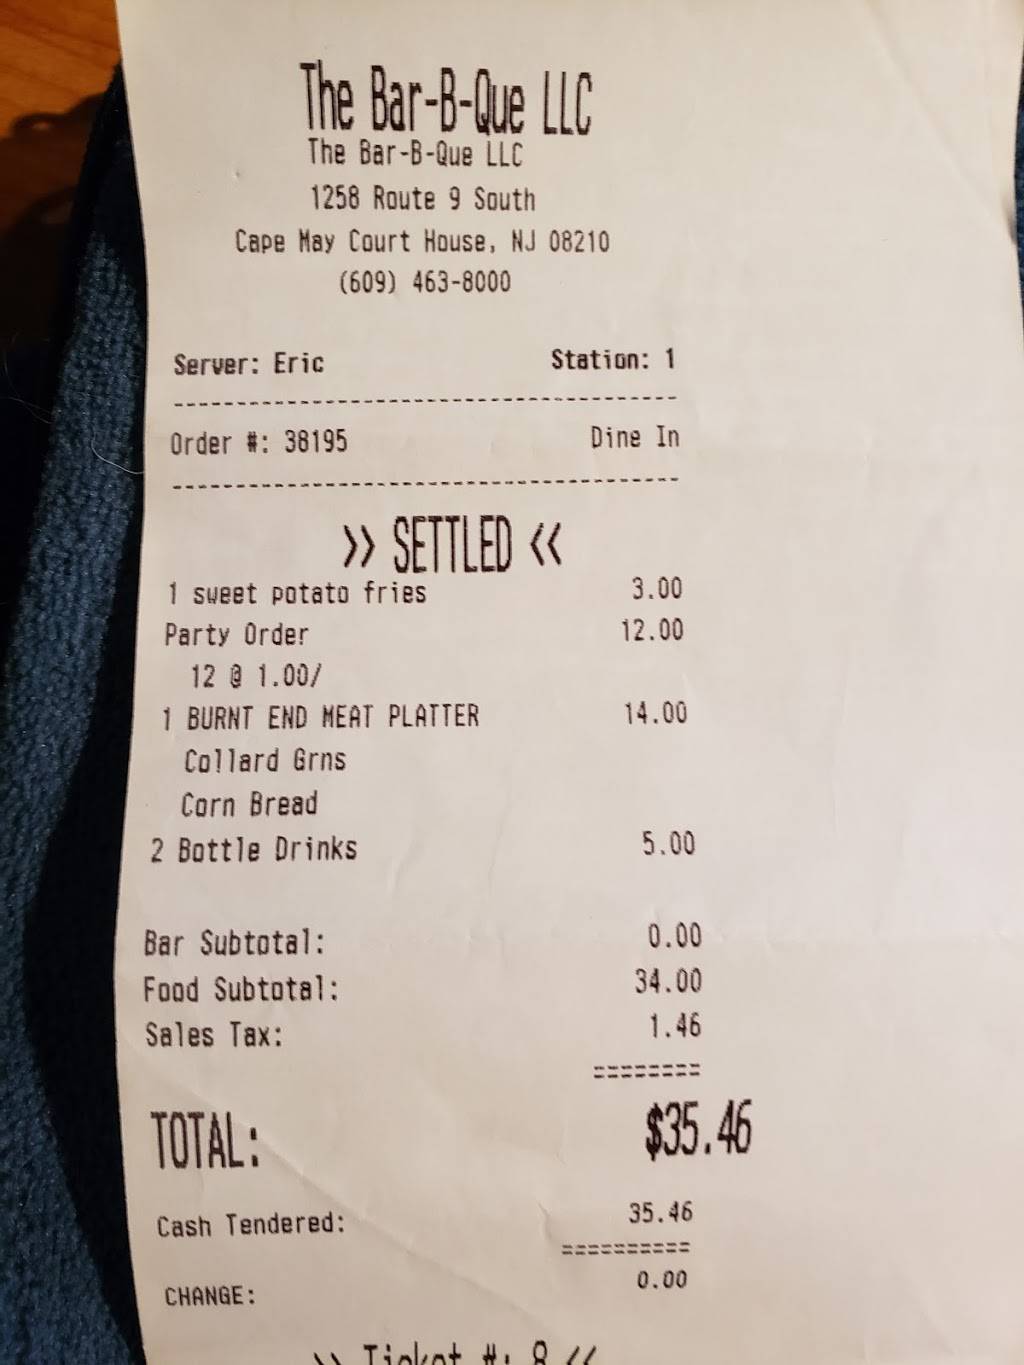 The Bar-B-Que LLC
The Bar-B-Que LLC
1258 Route 9 South
Cape May Court House, NJ 08210
(609) 463-8000
Server: Eric Station: 1
----------------------------------------
Order #: 38195 Dine In
----------------------------------------
>> SETTLED <<
1 sweet potato fries 3.00
Party Order 12.00
12 @ 1.00/
1 BURNT END MEAT PLATTER 14.00
Collard Grns
Corn Bread
2 Bottle Drinks 5.00
Bar Subtotal: 0.00
Food Subtotal: 34.00
Sales Tax: 1.46
========
TOTAL: $35.46
Cash Tendered: 35.46
==========
CHANGE: 0.00
>> Ticket #: 8 <<